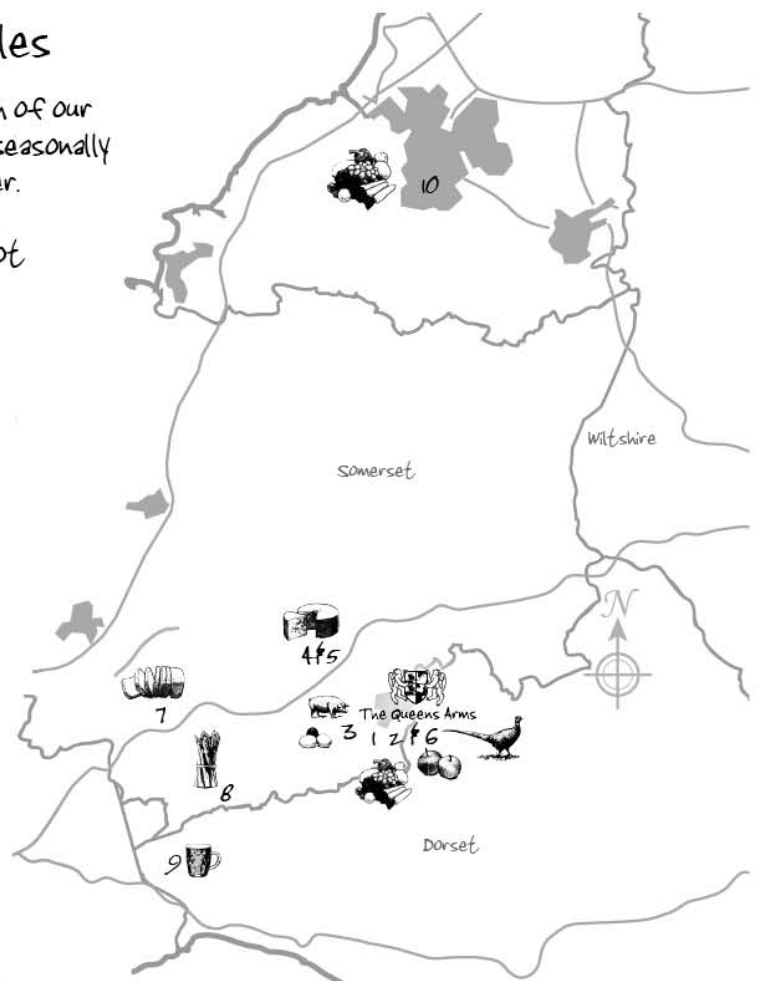 les
n of our
seasonally
er.
ot
10
Wiltshire
Somerset
N
4&5
7
The Queens Arms
3 1 2 & 6
8
Dorset
9